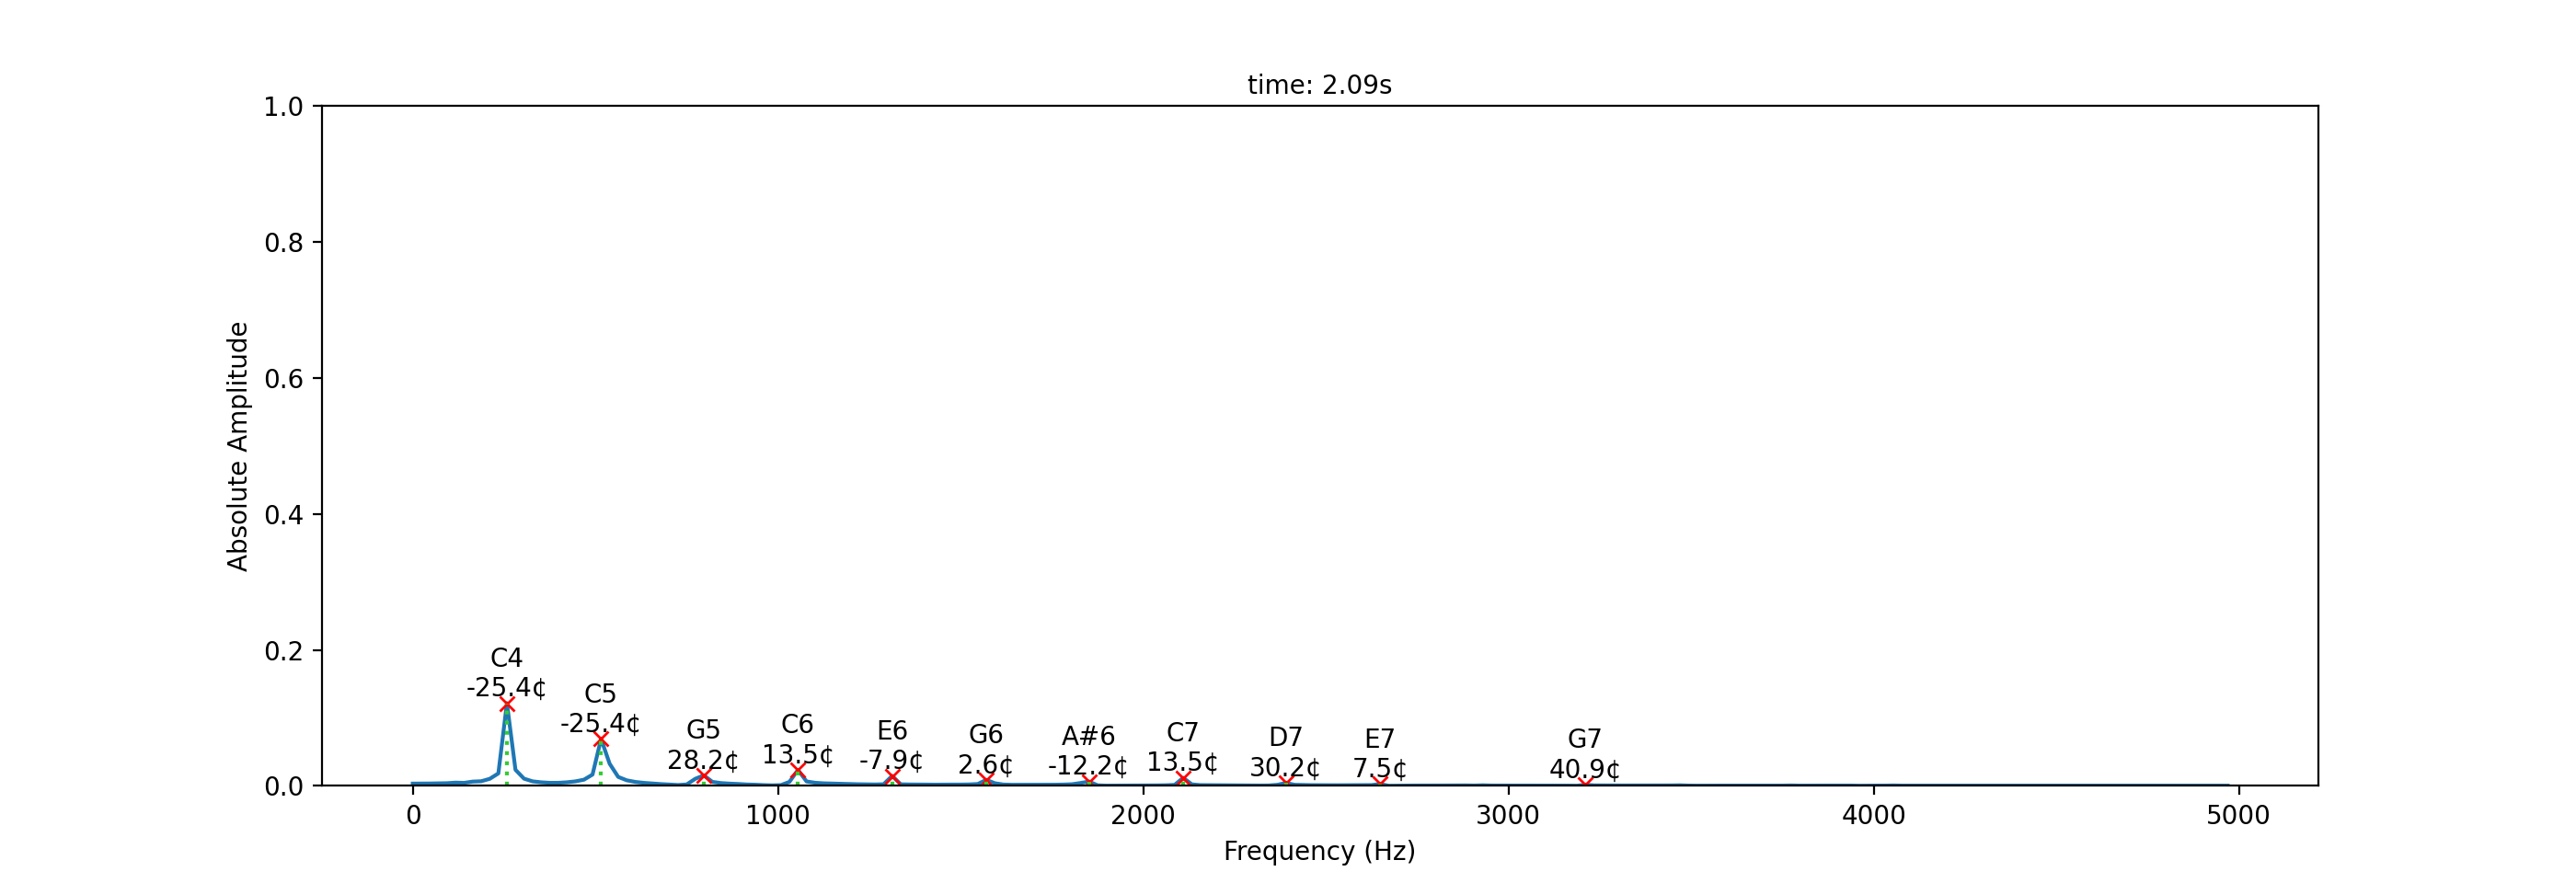 time: 2.09s
1.0
0.8
0.6
0.4
0.2
0.0
Absolute Amplitude
C4
-25.4¢
C5
-25.4¢
G5
28.2¢
C6
13.5¢
E6
-7.9¢
G6
2.6¢
A#6
-12.2¢
C7
13.5¢
D7
30.2¢
E7
7.5¢
G7
40.9¢
0 1000 2000 3000 4000 5000
Frequency (Hz)